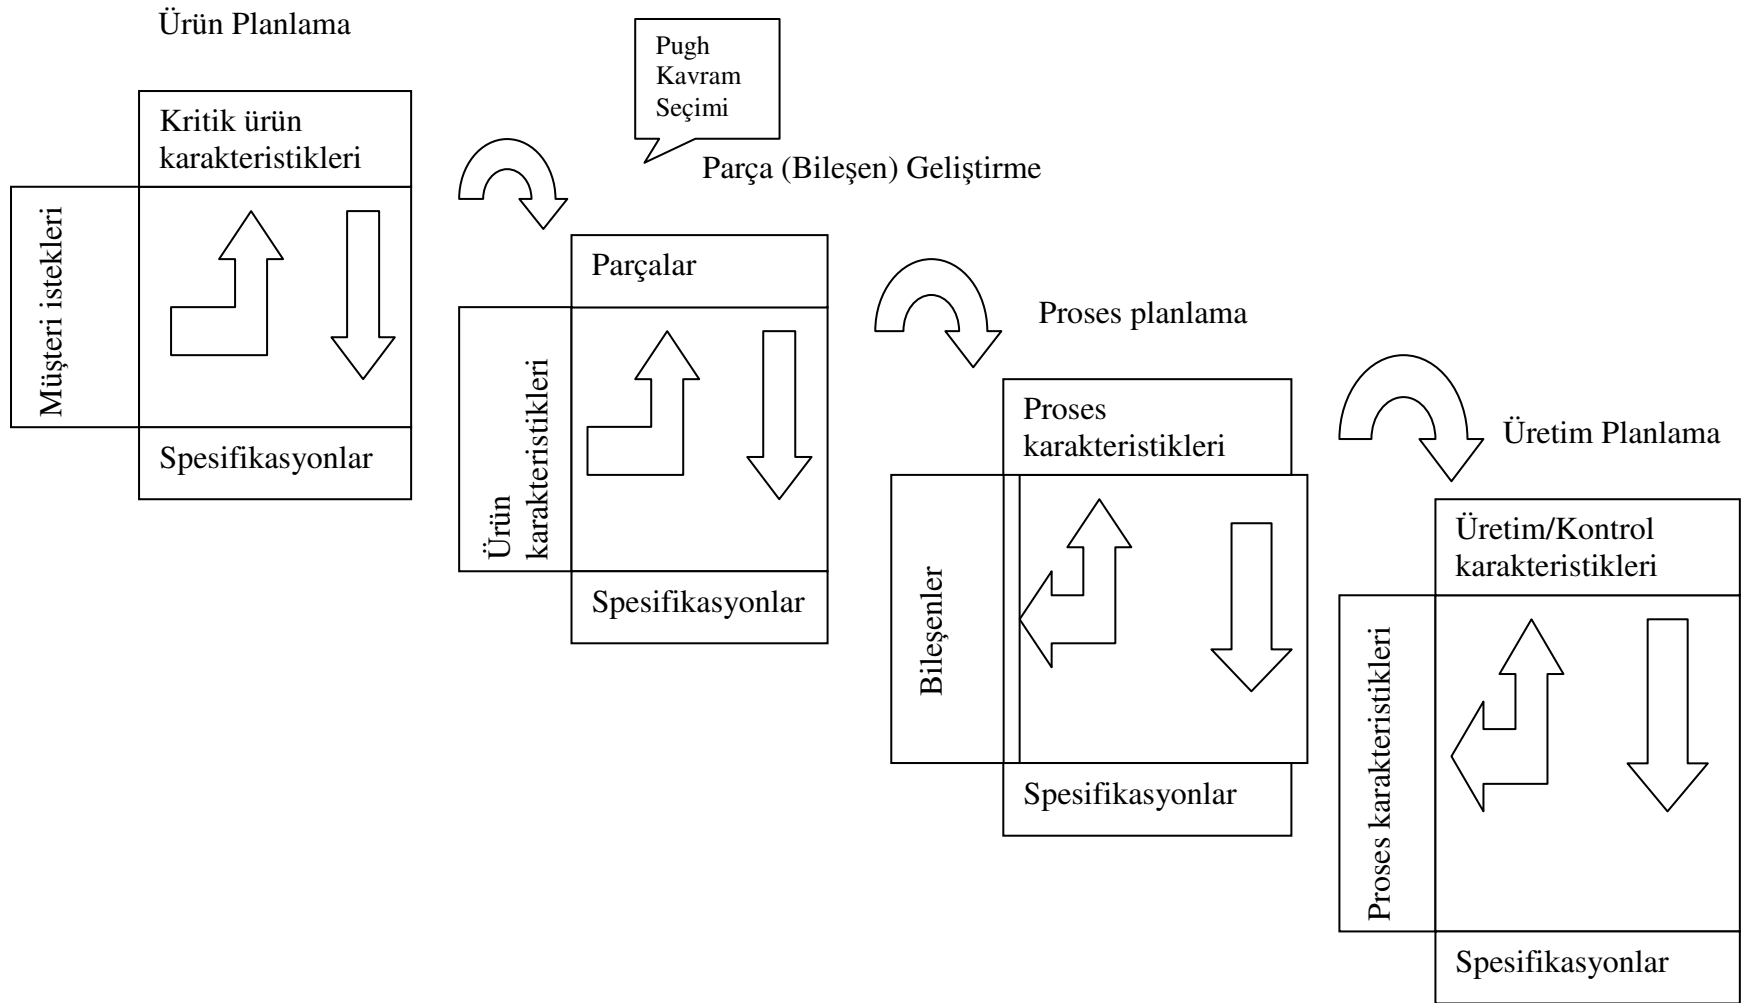 Ürün Planlama
Pugh
Kavram
Seçimi
Kritik ürün
karakteristikleri
Müşteri istekleri
Spesifikasyonlar
Parça (Bileşen) Geliştirme
Parçalar
Ürün
karakteristikleri
Spesifikasyonlar
Proses planlama
Proses
karakteristikleri
Bileşenler
Spesifikasyonlar
Üretim Planlama
Üretim/Kontrol
karakteristikleri
Proses karakteristikleri
Spesifikasyonlar